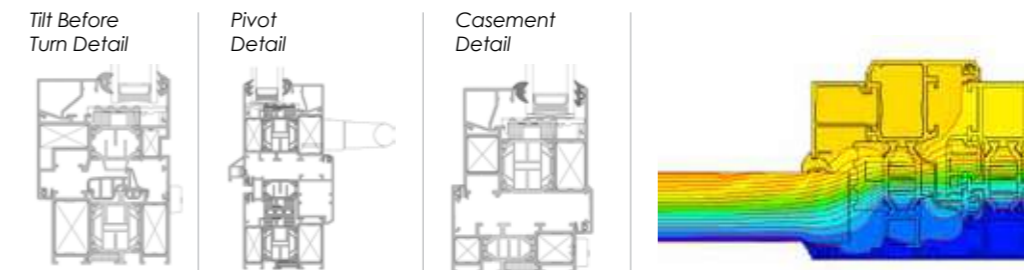 Tilt Before
Turn Detail
Pivot
Detail
Casement
Detail